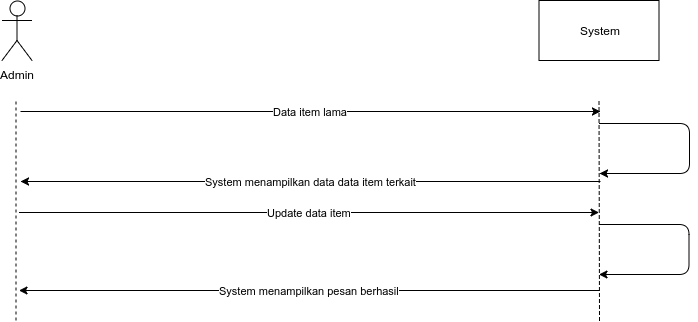 System
Admin
Data item lama
System menampilkan data data item terkait
Update data item
System menampilkan pesan berhasil